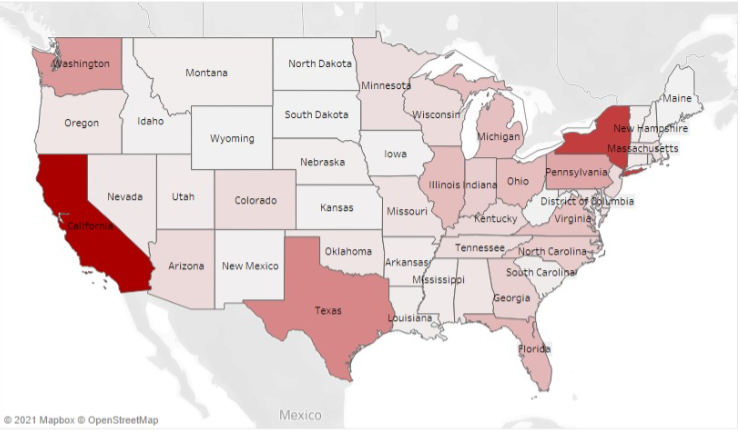 Washington
Montana
North Dakota
Minnesota
Maine
Oregon
Idaho
South Dakota
Wisconsin
Michigan
New Hampshire
Wyoming
Massachusetts
Iowa
Nebraska
Pennsylvania
Nevada
Utah
Colorado
Kansas
Illinois
Indiana
Ohio
District of Columbia
California
Missouri
Kentucky
Virginia
Arizona
New Mexico
Oklahoma
Arkansas
Tennessee
North Carolina
South Carolina
Mississippi
Georgia
Texas
Louisiana
Florida
Mexico
© 2021 Mapbox © OpenStreetMap